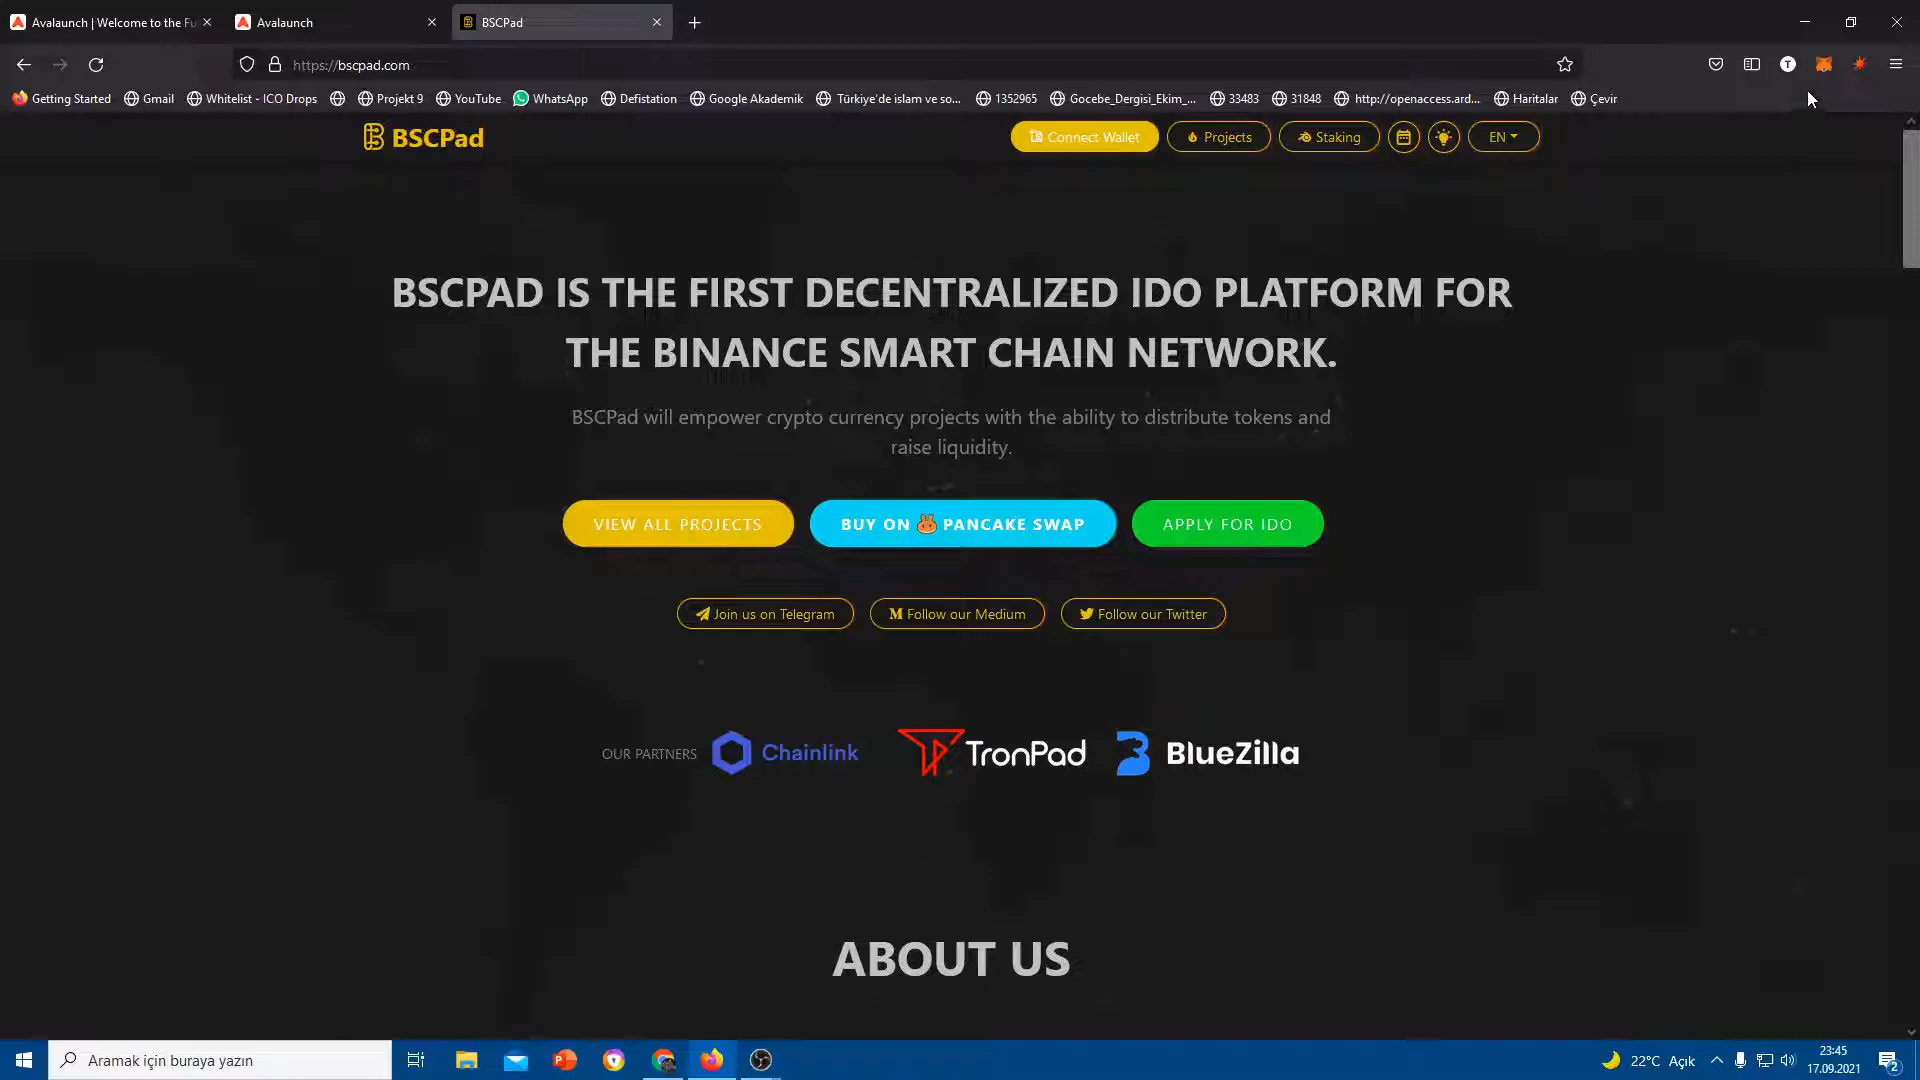 Avalaunch | Welcome to the Fu
Avalaunch
BSCPad
https://bscpad.com
Getting Started
Gmail
Whitelist - ICO Drops
Projekt 9
YouTube
WhatsApp
Defistation
Google Akademik
Türkiye'de islam ve so...
1352965
Gocebe_Dergisi_Ekim_...
33483
31848
http://openaccess.ard...
Haritalar
Çevir
BSCPad
Connect Wallet
Projects
Staking
EN
BSCPAD IS THE FIRST DECENTRALIZED IDO PLATFORM FOR
THE BINANCE SMART CHAIN NETWORK.
BSCPad will empower crypto currency projects with the ability to distribute tokens and
raise liquidity.
VIEW ALL PROJECTS
BUY ON PANCAKE SWAP
APPLY FOR IDO
Join us on Telegram
Follow our Medium
Follow our Twitter
OUR PARTNERS
Chainlink
TronPad
BlueZilla
ABOUT US
Aramak için buraya yazın
22°C Açık
23:45
17.09.2021
2